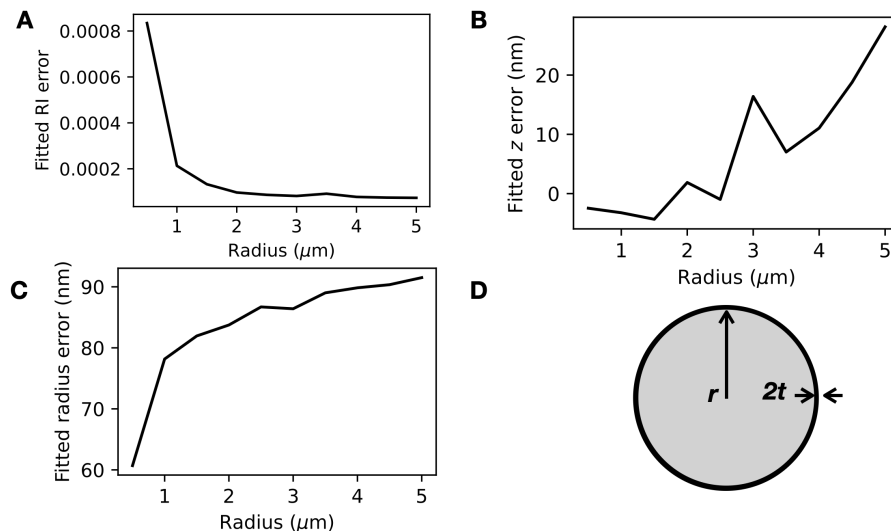 A
Fitted RI error
0.0008
0.0006
0.0004
0.0002
1 2 3 4 5
Radius (μm)
B
Fitted z error (nm)
20
10
0
1 2 3 4 5
Radius (μm)
C
Fitted radius error (nm)
90
80
70
60
1 2 3 4 5
Radius (μm)
D
r 2t